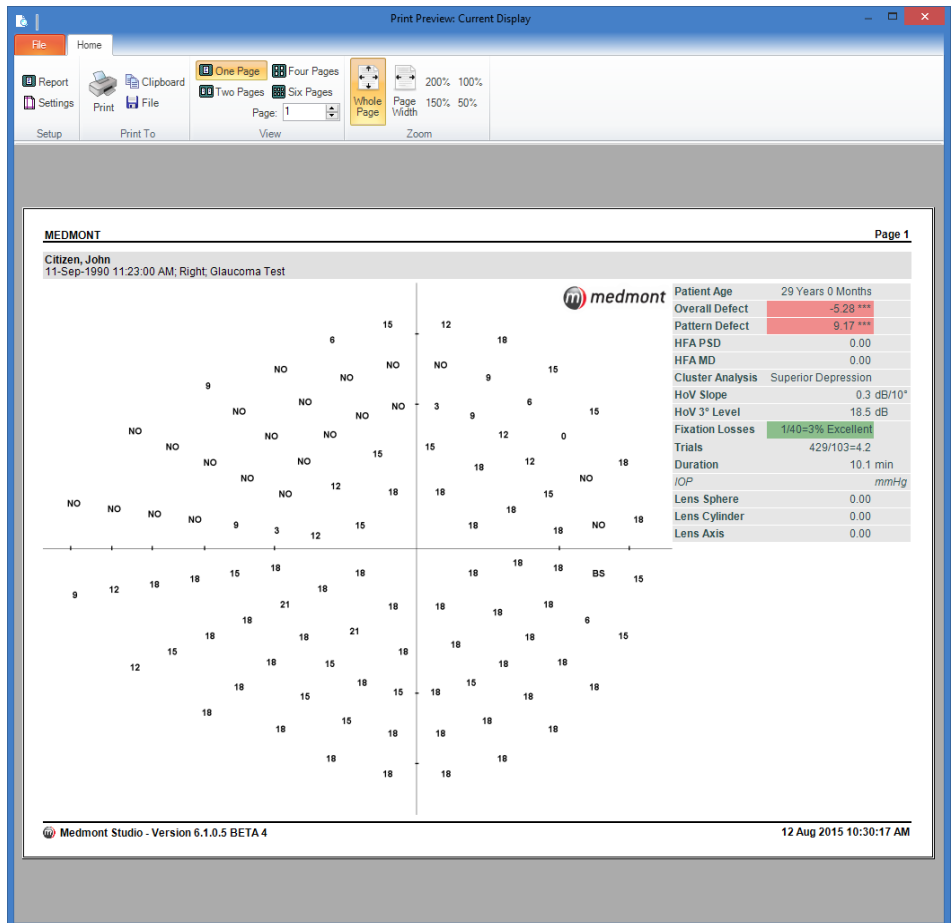 Print Preview: Current Display
File Home
Report Clipboard One Page Four Pages 200% 100%
Settings Print File Two Pages Six Pages Whole Page Page Width 150% 50%
Page: 1
Setup Print To View Zoom
MEDMONT Page 1
Citizen, John
11-Sep-1990 11:23:00 AM; Right; Glaucoma Test
medmont
Patient Age 29 Years 0 Months
Overall Defect -5.28 ***
Pattern Defect 9.17 ***
HFA PSD 0.00
HFA MD 0.00
Cluster Analysis Superior Depression
HoV Slope 0.3 dB/10°
HoV 3° Level 18.5 dB
Fixation Losses 1/40=3% Excellent
Trials 429/103=4.2
Duration 10.1 min
IOP mmHg
Lens Sphere 0.00
Lens Cylinder 0.00
Lens Axis 0.00
15 12
6 18
NO NO NO 15
9 NO 9
NO NO NO NO 3 9 6 15
NO NO NO 12 0
NO NO NO 15 15 18 12 18
NO NO 12 18 18 15 NO
NO NO NO NO 9 3 12 15 18 18 18 NO 18
9 12 18 18 15 18 18 18 18 18 18 BS 15
21 18 18 18 18 18
18 18 21 18 18 18 6 15
12 15 18 15 18 18 18
18 15 18 15 18 15 18 18
18 18 15 18 18 18 18
18 18
18 18
Medmont Studio - Version 6.1.0.5 BETA 4 12 Aug 2015 10:30:17 AM